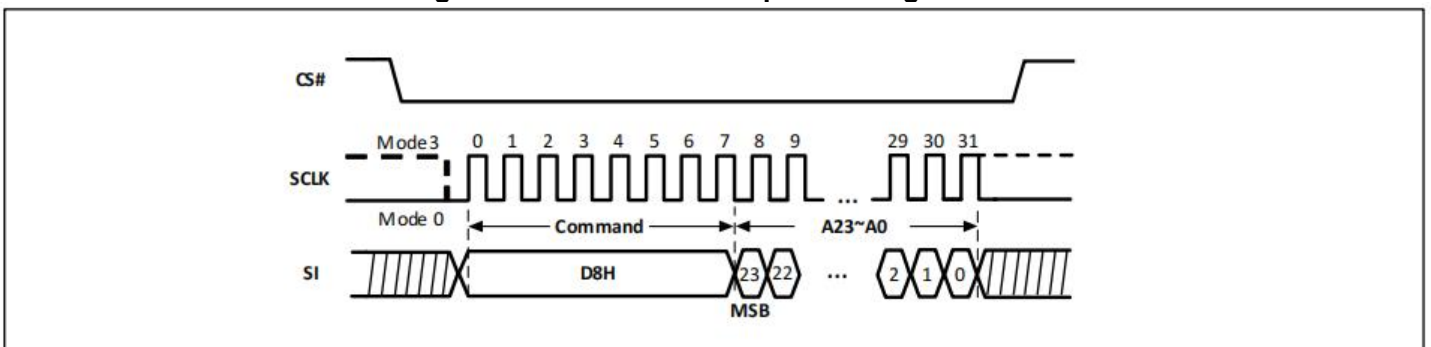 CS#
Mode3 0 1 2 3 4 5 6 7 8 9 29 30 31
SCLK
...
Mode 0
Command A23~A0
SI D8H 23 22 ... 2 1 0
MSB